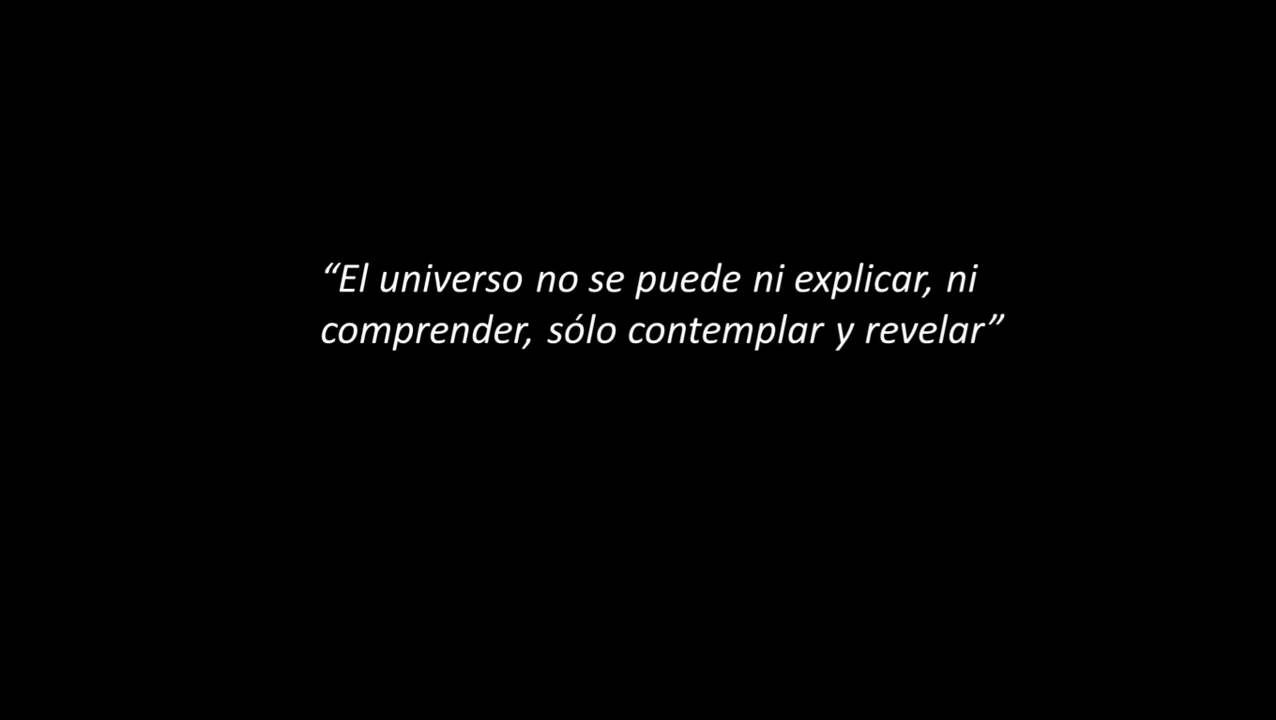 “El universo no se puede ni explicar, ni
comprender, sólo contemplar y revelar”